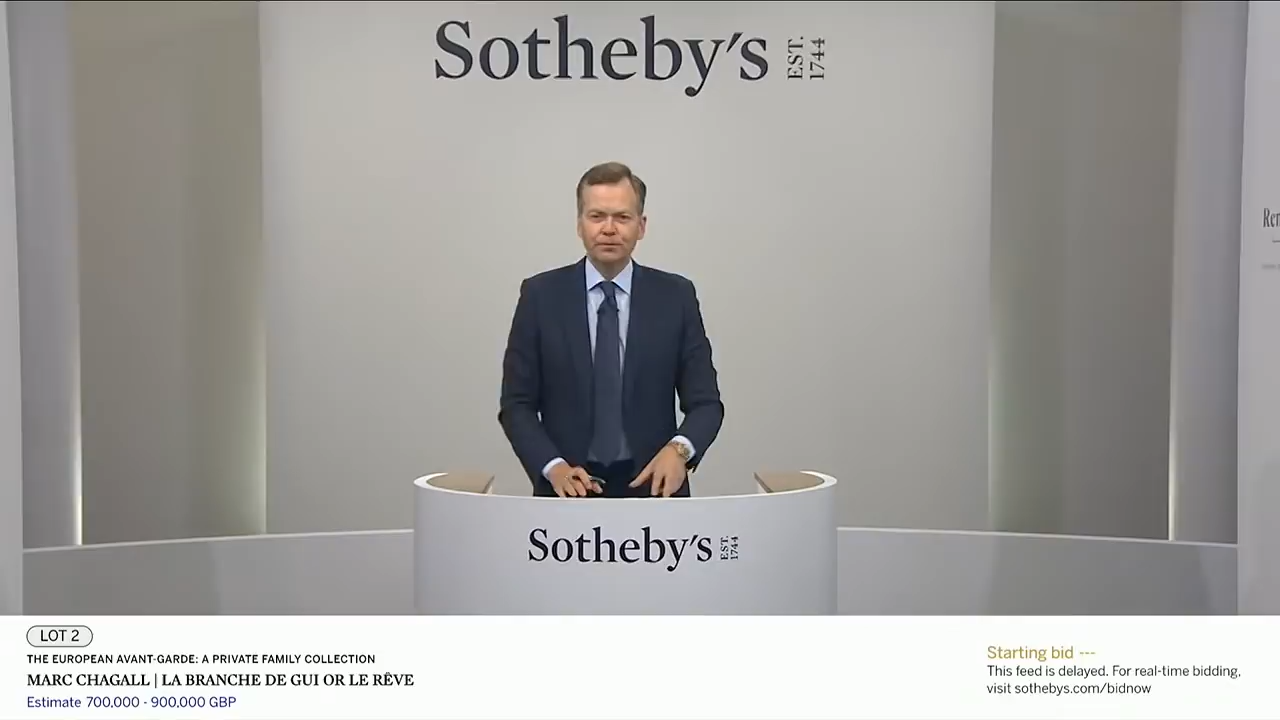 Sotheby's EST. 1744
Ren
Sotheby's EST. 1744
LOT 2
THE EUROPEAN AVANT-GARDE: A PRIVATE FAMILY COLLECTION
MARC CHAGALL | LA BRANCHE DE GUI OR LE RÊVE
Estimate 700,000 - 900,000 GBP
Starting bid ---
This feed is delayed. For real-time bidding,
visit sothebys.com/bidnow